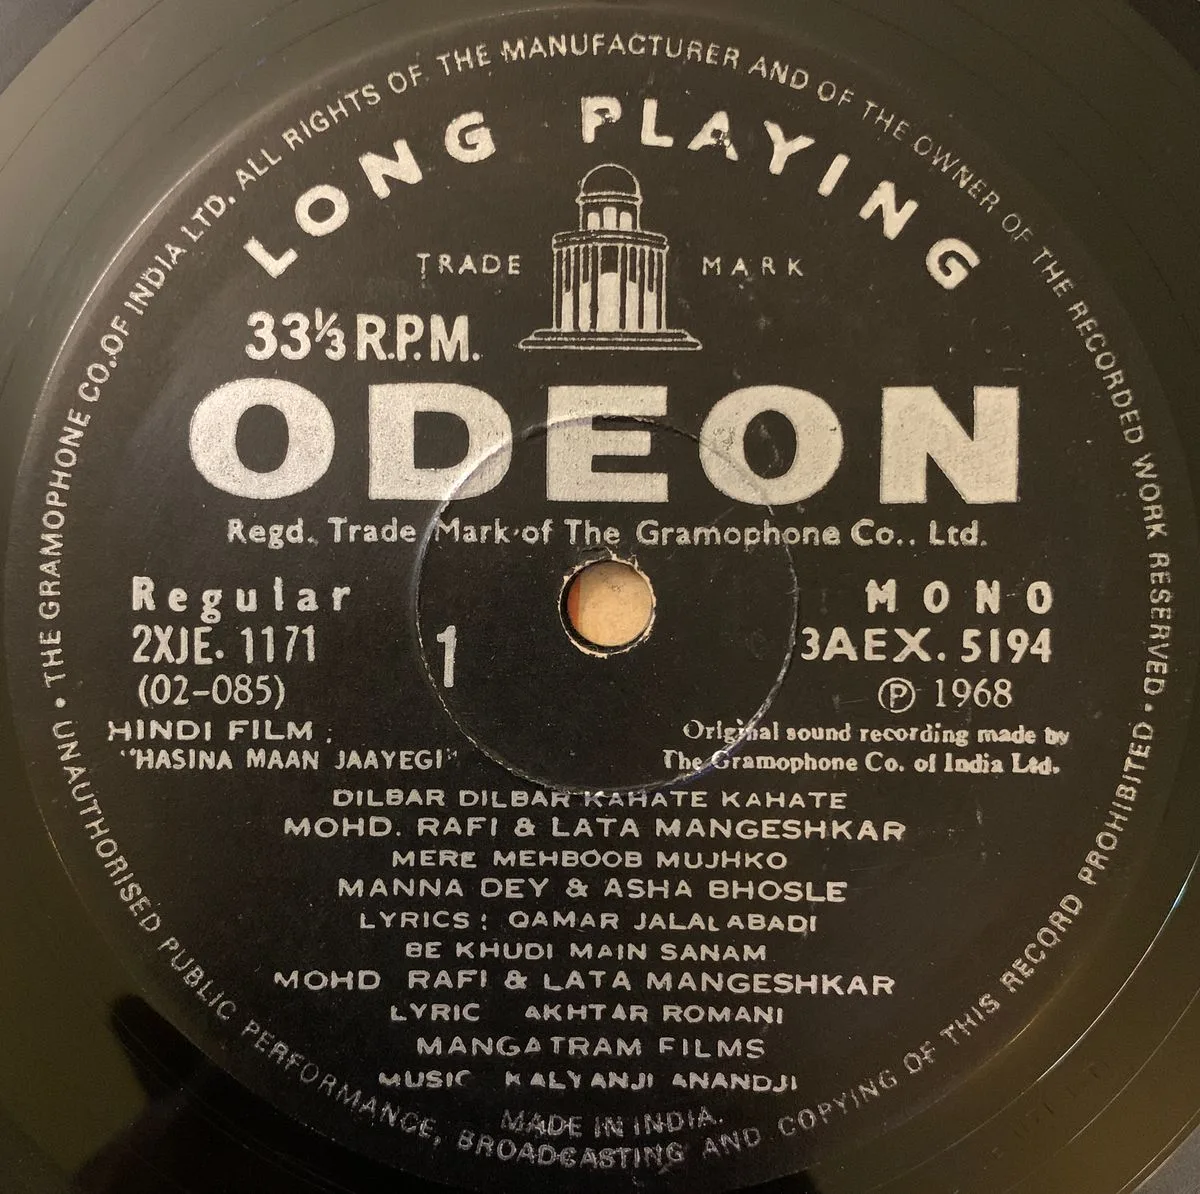 THE GRAMOPHONE CO. OF INDIA LTD. ALL RIGHTS OF THE MANUFACTURER AND OF THE OWNER OF THE RECORDED WORK RESERVED •
LONG PLAYING
TRADE MARK
33⅓ R.P.M.
ODEON
Regd. Trade Mark of The Gramophone Co.. Ltd.
Regular
MONO
2XJE. 1171
1
3AEX. 5194
(02-085)
Ⓟ 1968
HINDI FILM :
"HASINA MAAN JAAYEGI"
Original sound recording made by
The Gramophone Co. of India Ltd.
DILBAR DILBAR KAHATE KAHATE
MOHD. RAFI & LATA MANGESHKAR
MERE MEHBOOB MUJHKO
MANNA DEY & ASHA BHOSLE
LYRICS : QAMAR JALALABADI
BE KHUDI MAIN SANAM
MOHD RAFI & LATA MANGESHKAR
LYRIC AKHTAR ROMANI
MANGATRAM FILMS
MUSIC KALYANJI ANANDJI
MADE IN INDIA.
• UNAUTHORISED PUBLIC PERFORMANCE, BROADCASTING AND COPYING OF THIS RECORD PROHIBITED